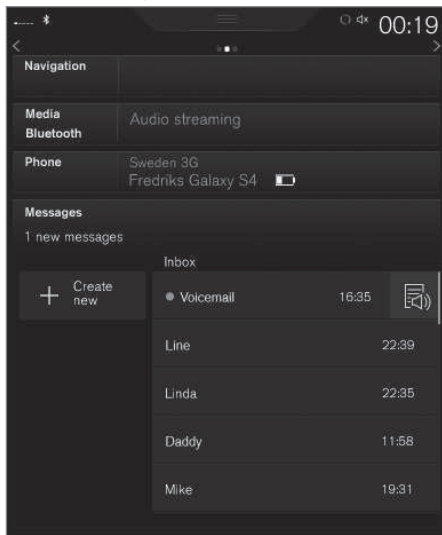 00:19
Navigation
Media
Bluetooth
Audio streaming
Phone
Sweden 3G
Fredriks Galaxy S4
Messages
1 new messages
Inbox
Create
new
Voicemail 16:35
Line 22:39
Linda 22:35
Daddy 11:58
Mike 19:31